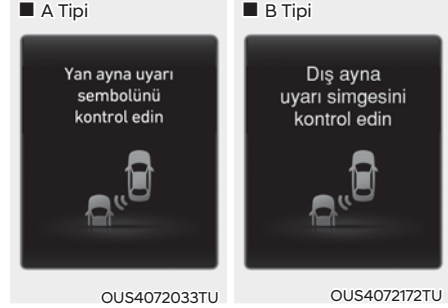 ■ A Tipi
Yan ayna uyarı
sembolünü
kontrol edin
OUS4072033TU
■ B Tipi
Dış ayna
uyarı simgesini
kontrol edin
OUS4072172TU